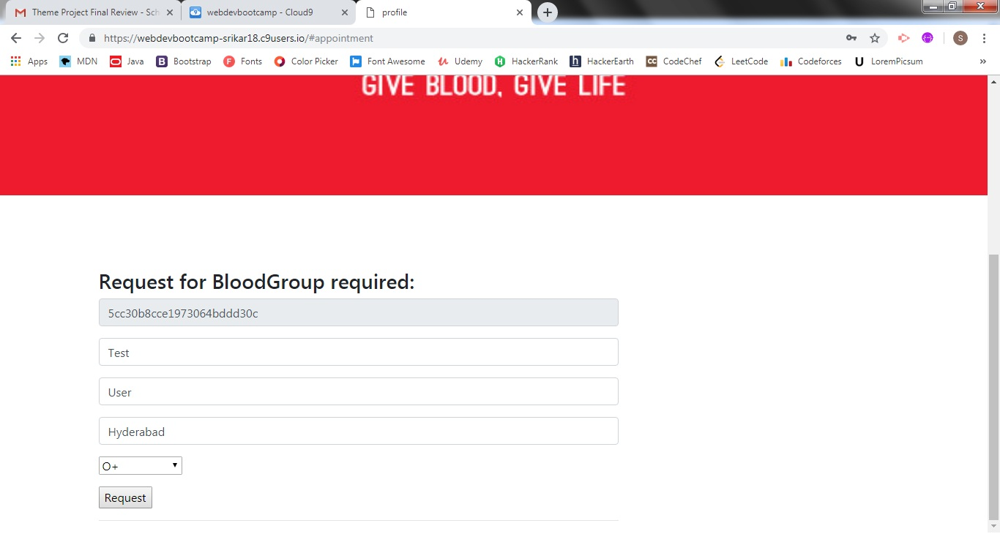 Theme Project Final Review - Sch
webdevbootcamp - Cloud9
profile
https://webdevbootcamp-srikar18.c9users.io/#appointment
S
Apps MDN Java Bootstrap Fonts Color Picker Font Awesome Udemy HackerRank HackerEarth CodeChef LeetCode Codeforces LoremPicsum »
GIVE BLOOD, GIVE LIFE
Request for BloodGroup required:
5cc30b8cce1973064bddd30c
Test
User
Hyderabad
O+
Request